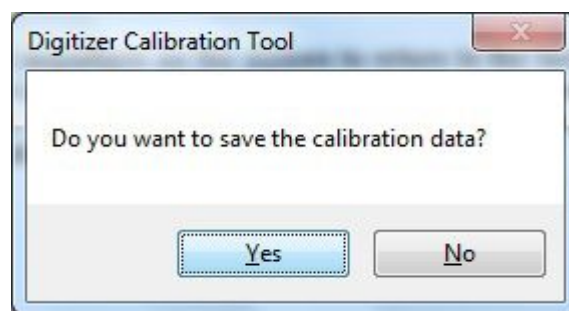 Digitizer Calibration Tool
Do you want to save the calibration data?
Yes
No